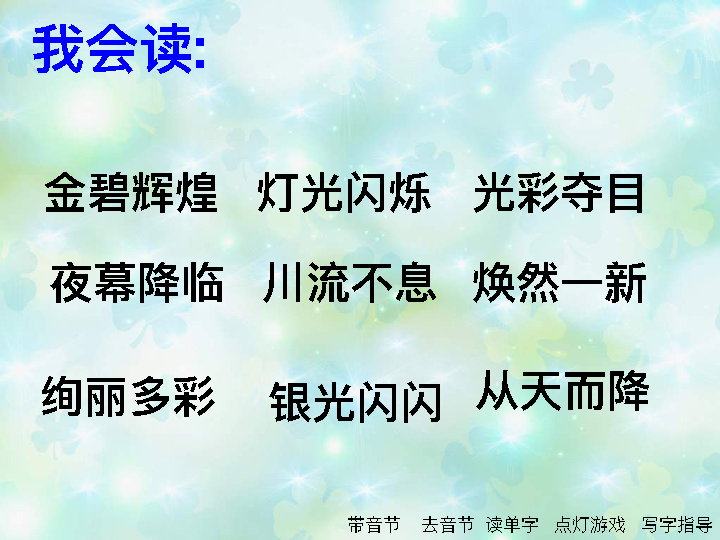 我会读:
金碧辉煌 灯光闪烁 光彩夺目
夜幕降临 川流不息 焕然一新
绚丽多彩 银光闪闪 从天而降
带音节 去音节 读单字 点灯游戏 写字指导